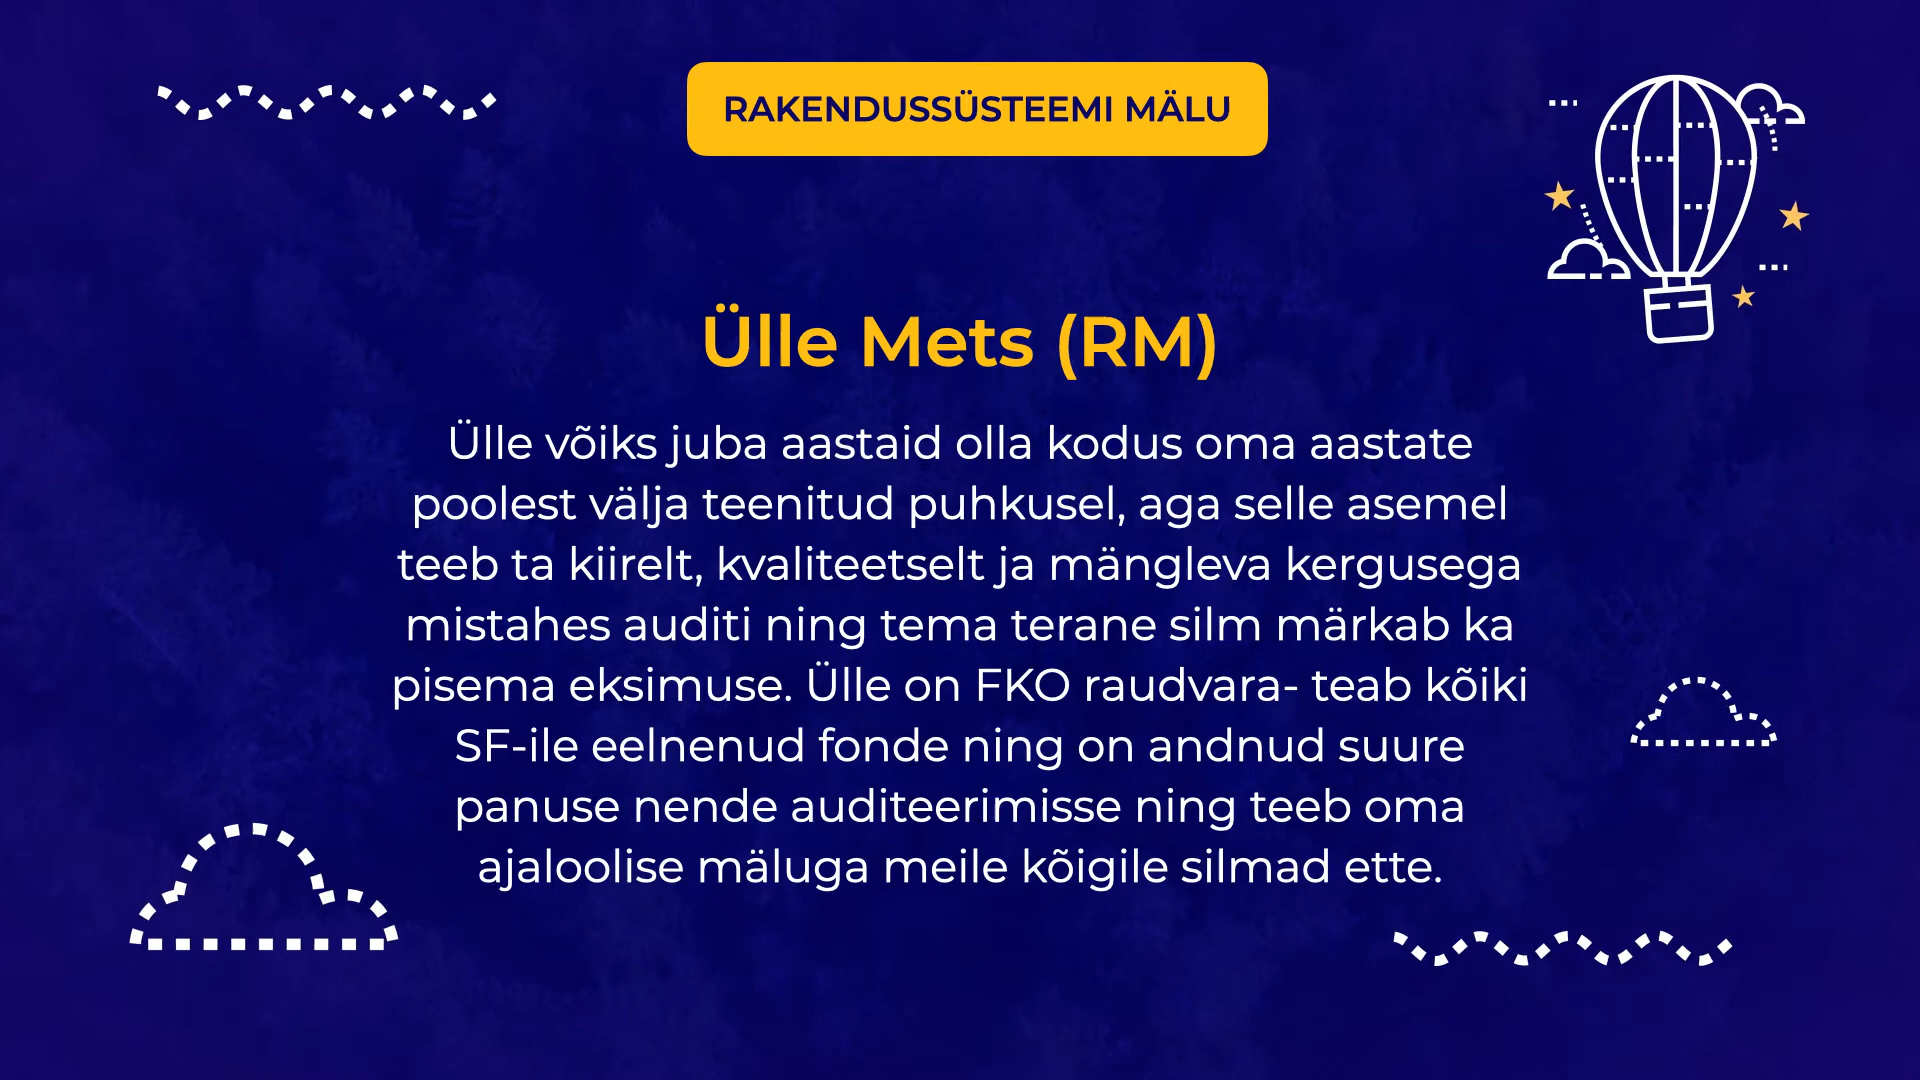 RAKENDUSSÜSTEEMI MÄLU
Ülle Mets (RM)
Ülle võiks juba aastaid olla kodus oma aastate
poolest välja teenitud puhkusel, aga selle asemel
teeb ta kiirelt, kvaliteetselt ja mängleva kergusega
mistahes auditi ning tema terane silm märkab ka
pisema eksimuse. Ülle on FKO raudvara- teab kõiki
SF-ile eelnenud fonde ning on andnud suure
panuse nende auditeerimisse ning teeb oma
ajaloolise mäluga meile kõigile silmad ette.